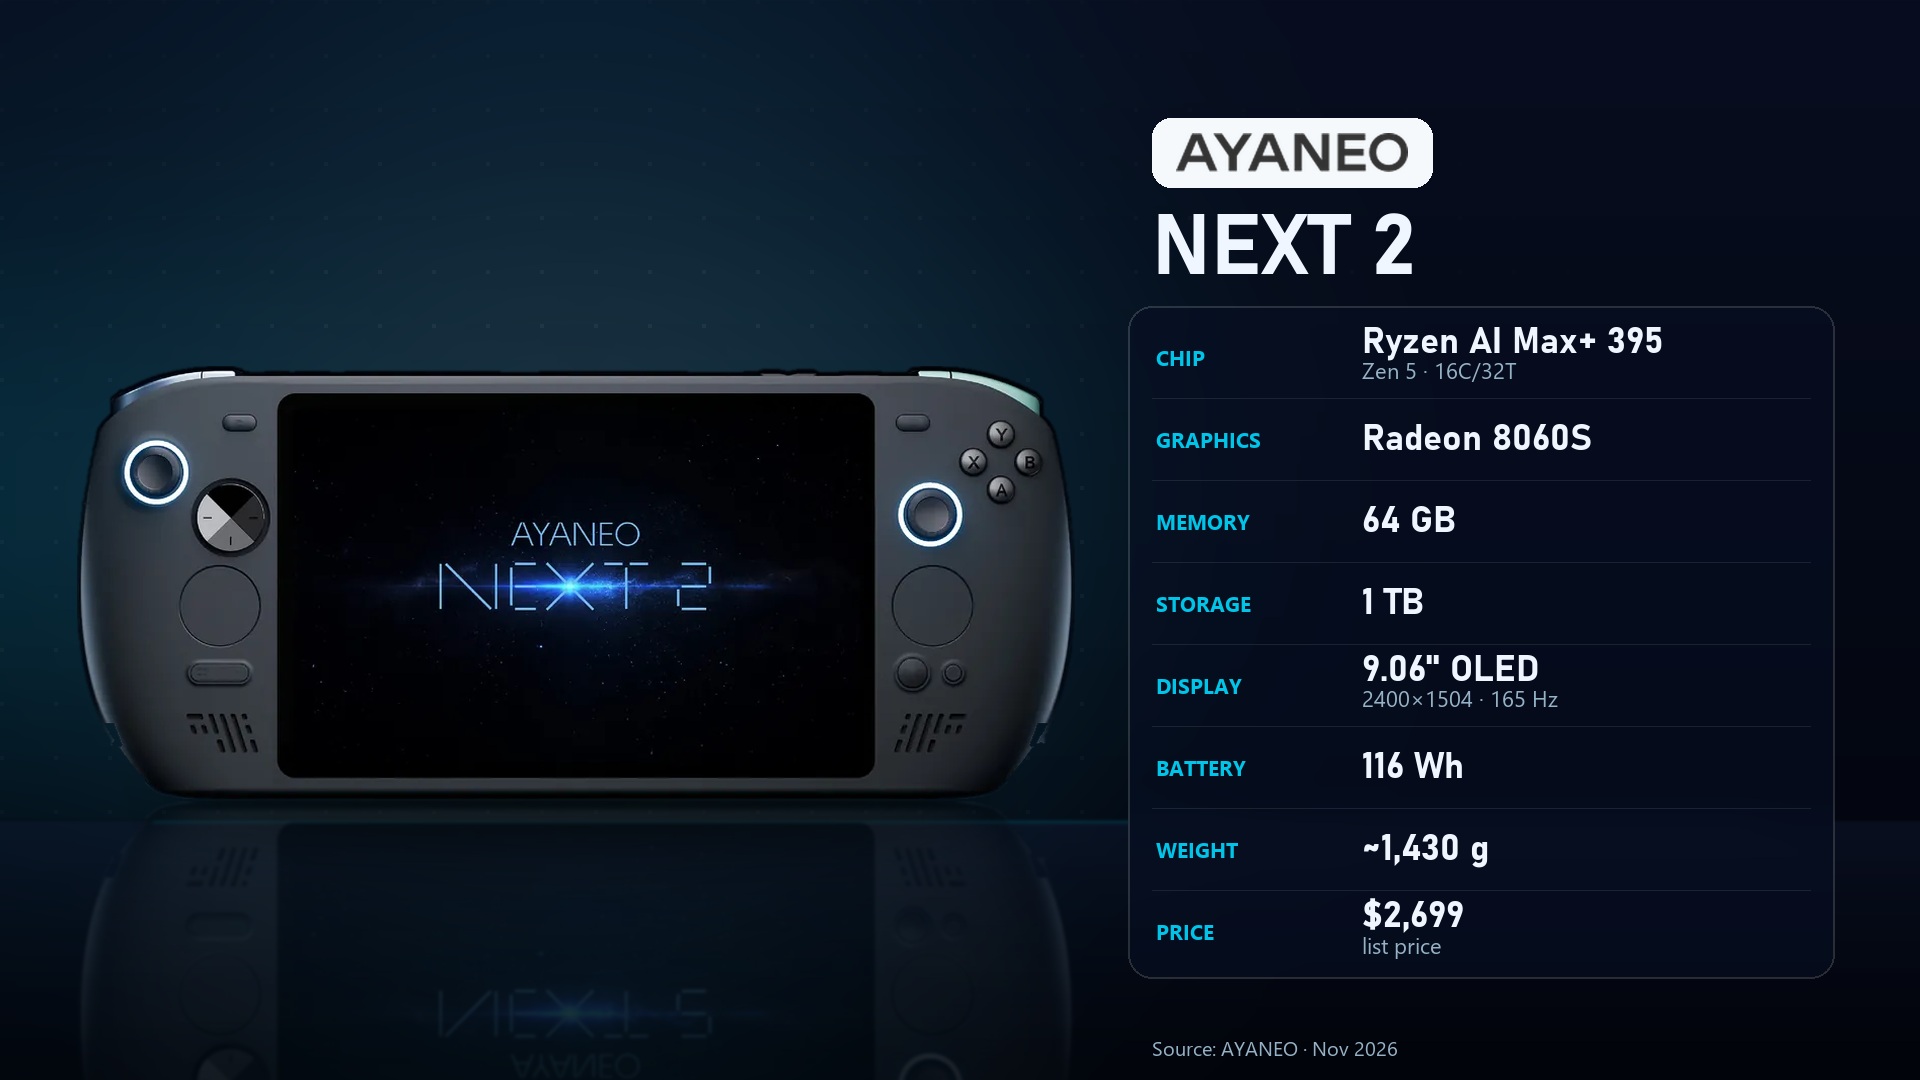 AYANEO
NEXT 2
AYANEO
NEXT 2
Y
X
B
A
CHIP
Ryzen AI Max+ 395
Zen 5 · 16C/32T
GRAPHICS
Radeon 8060S
MEMORY
64 GB
STORAGE
1 TB
DISPLAY
9.06" OLED
2400×1504 · 165 Hz
BATTERY
116 Wh
WEIGHT
~1,430 g
PRICE
$2,699
list price
Source: AYANEO · Nov 2026